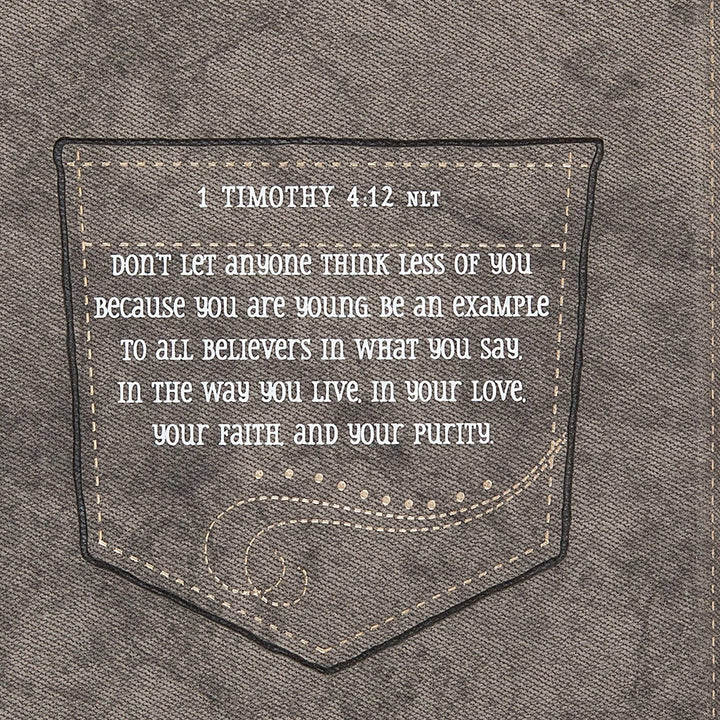 1 TIMOTHY 4:12 NLT
DON'T LET anyone THINK LESS OF you
Because you are young. Be an example
TO all Believers in WHAT you say,
in THE way you Live, in your LOVE,
your FaITH, and your PURITY.